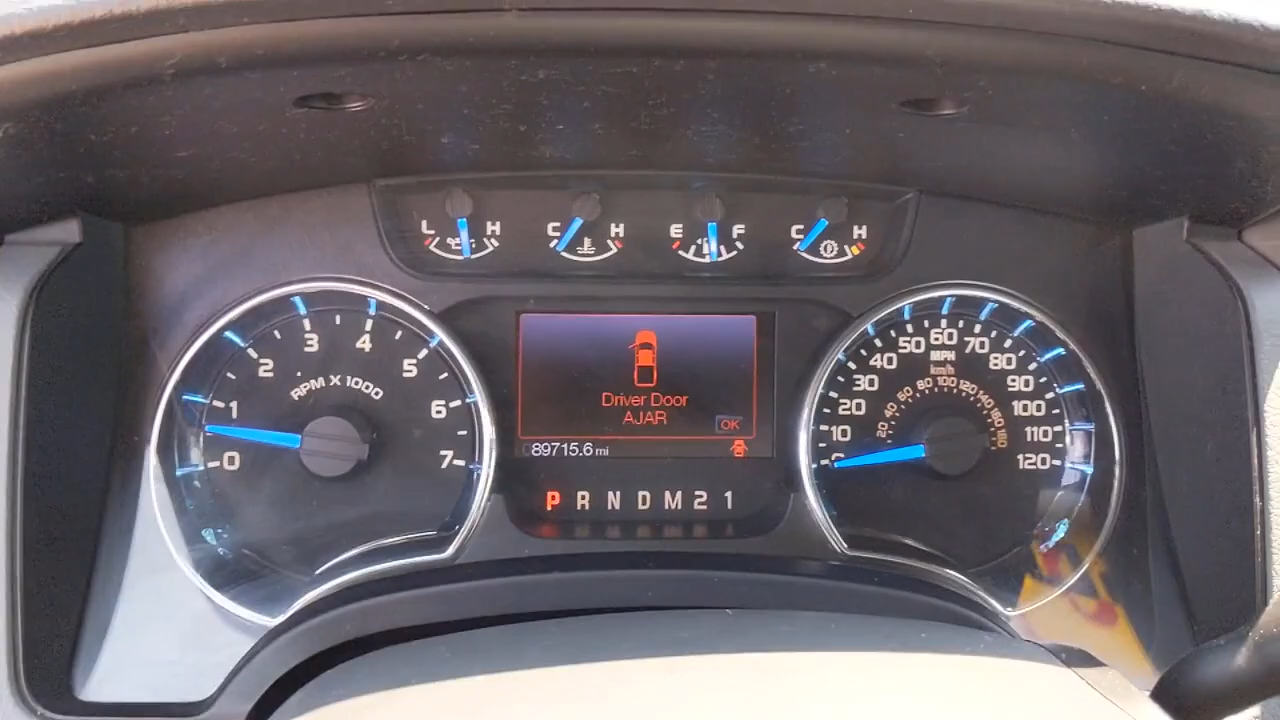 L H
C H
E F
C H
0 1 2 3 4 5 6 7
RPM X 1000
Driver Door
AJAR
OK
89715.6 mi
P R N D M 2 1
0 10 20 30 40 50 60 70 80 90 100 110 120
MPH
km/h
20 40 60 80 100 120 140 160 180